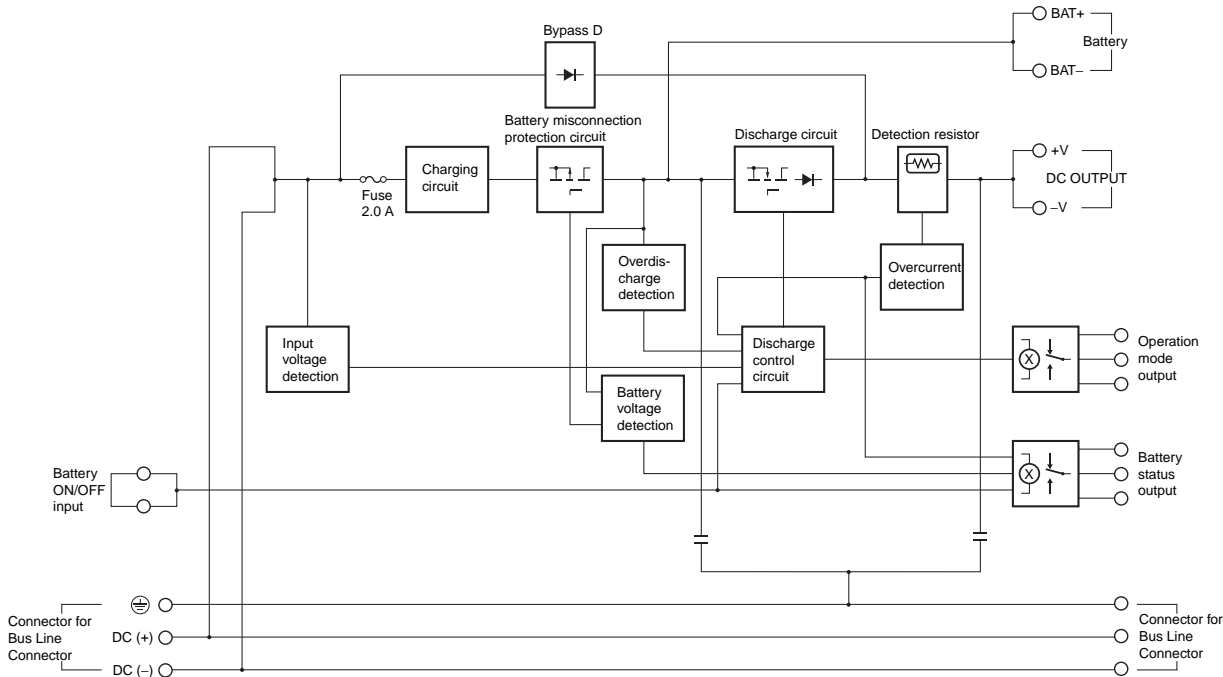 Bypass D
BAT+
Battery
BAT–
Battery misconnection
protection circuit
Discharge circuit
Detection resistor
+V
DC OUTPUT
–V
Charging
circuit
Fuse
2.0 A
Overdis-
charge
detection
Overcurrent
detection
Input
voltage
detection
Discharge
control
circuit
Operation
mode
output
X
Battery
voltage
detection
Battery
status
output
X
Battery
ON/OFF
input
Connector for
Bus Line
Connector
DC (+)
DC (–)
Connector for
Bus Line
Connector